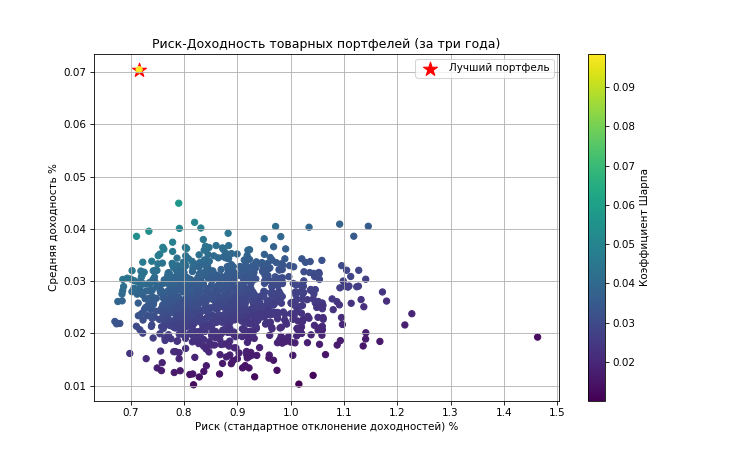 Риск-Доходность товарных портфелей (за три года)
Лучший портфель
Средняя доходность %
0.07
0.06
0.05
0.04
0.03
0.02
0.01
0.7 0.8 0.9 1.0 1.1 1.2 1.3 1.4 1.5
Риск (стандартное отклонение доходностей) %
0.09
0.08
0.07
0.06
0.05
0.04
0.03
0.02
Коэффициент Шарпа